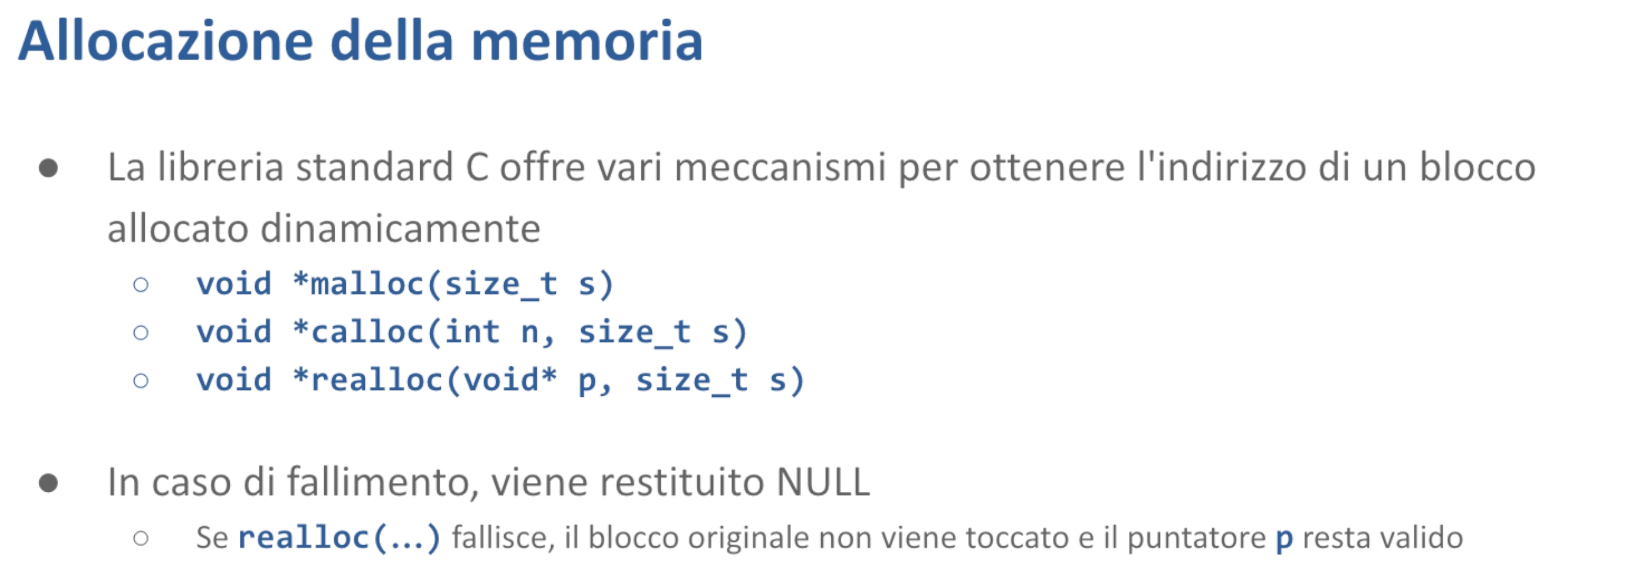 Allocazione della memoria
● La libreria standard C offre vari meccanismi per ottenere l'indirizzo di un blocco
allocato dinamicamente
○ void *malloc(size_t s)
○ void *calloc(int n, size_t s)
○ void *realloc(void* p, size_t s)
● In caso di fallimento, viene restituito NULL
○ Se realloc(...) fallisce, il blocco originale non viene toccato e il puntatore p resta valido